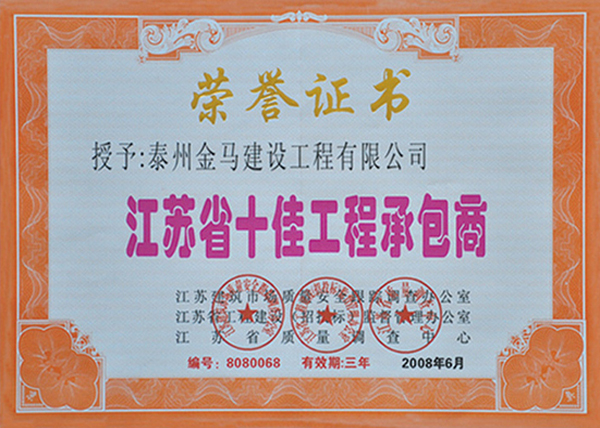 荣誉证书
授予:泰州金马建设工程有限公司
江苏省十佳工程承包商
江苏建筑市场质量安全跟踪调查办公室
江苏省工程建设(招投标)监督管理办公室
江苏省质量调查中心
编号: 8080068 有效期:三年 2008年6月